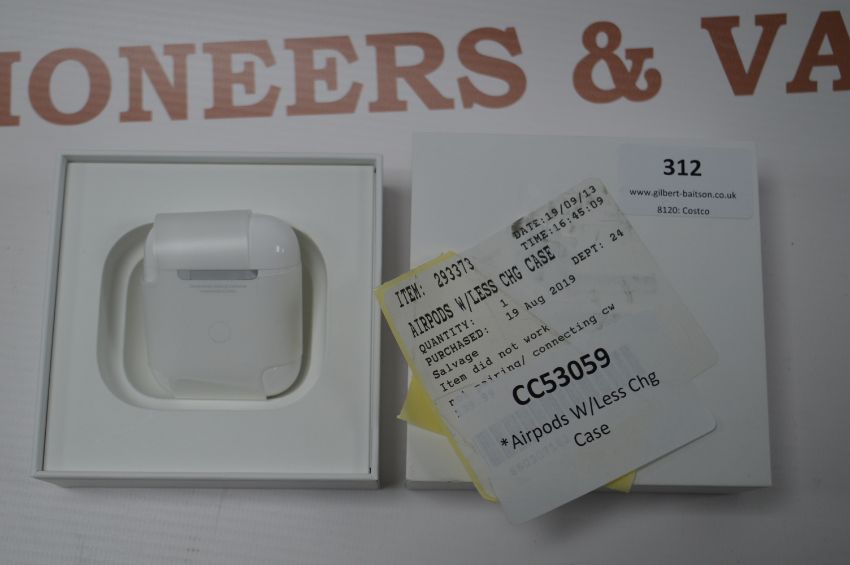 IONEERS & VA
312
www.gilbert-baitson.co.uk
8120: Costco
DATE:19/09/13
TIME:16:45:09
ITEM: 293373
AIRPODS W/LESS CHG CASE
QUANTITY: 1 DEPT: 24
PURCHASED: 19 Aug 2019
Salvage
Item did not work
pairing/ connecting cw
CC53059
*Airpods W/Less Chg
Case